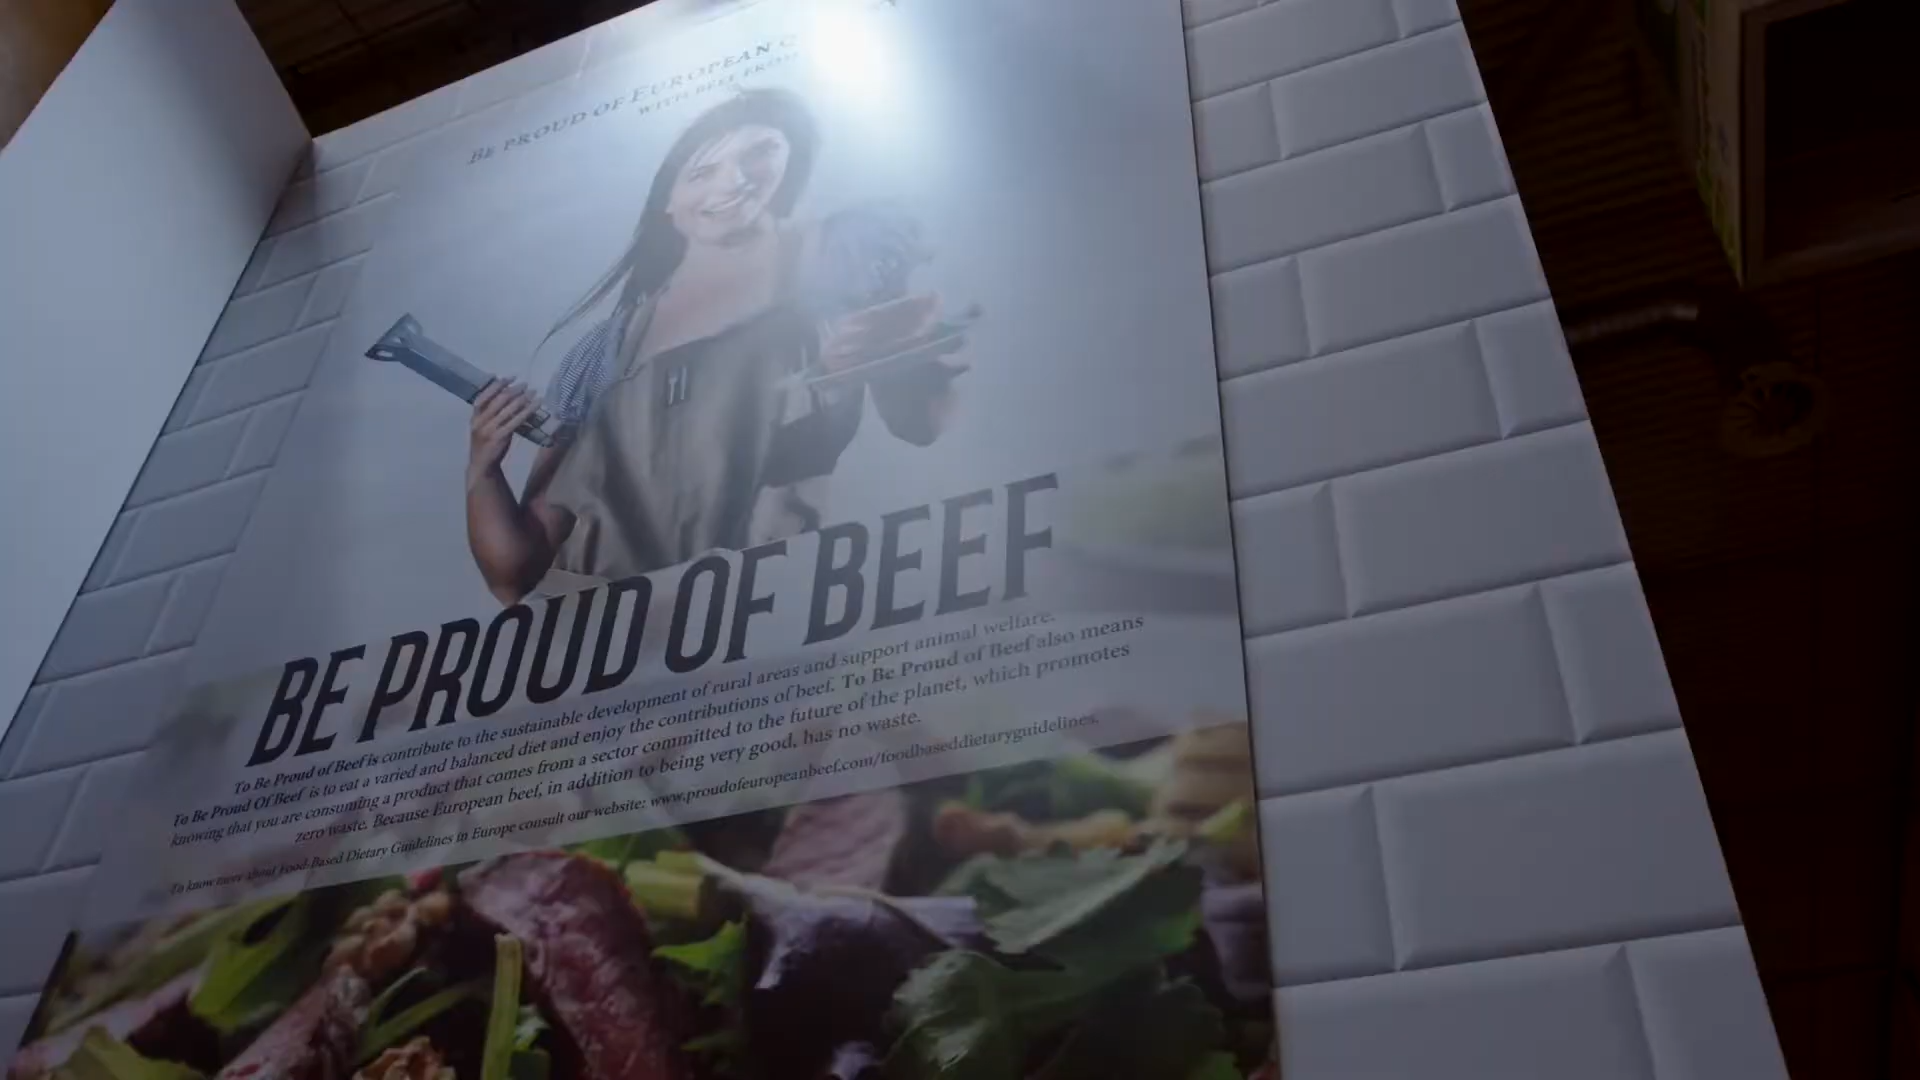 BE PROUD OF EUROPEAN
WITH BEEF FROM
BE PROUD OF BEEF
To Be Proud of Beef is contribute to the sustainable development of rural areas and support animal welfare.
To Be Proud Of Beef is to eat a varied and balanced diet and enjoy the contributions of beef. To Be Proud of Beef also means
knowing that you are consuming a product that comes from a sector committed to the future of the planet, which promotes
zero waste. Because European beef, in addition to being very good, has no waste.
To know more about Food-Based Dietary Guidelines in Europe consult our website: www.proudofeuropeanbeef.com/foodbaseddietaryguidelines.